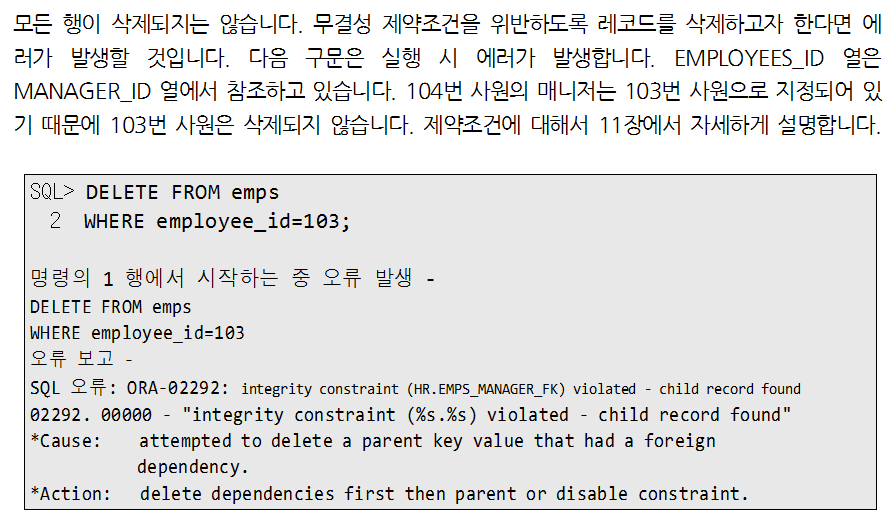 모든 행이 삭제되지는 않습니다. 무결성 제약조건을 위반하도록 레코드를 삭제하고자 한다면 에
러가 발생할 것입니다. 다음 구문은 실행 시 에러가 발생합니다. EMPLOYEES_ID 열은
MANAGER_ID 열에서 참조하고 있습니다. 104번 사원의 매니저는 103번 사원으로 지정되어 있
기 때문에 103번 사원은 삭제되지 않습니다. 제약조건에 대해서 11장에서 자세하게 설명합니다.
SQL> DELETE FROM emps
2 WHERE employee_id=103;
명령의 1 행에서 시작하는 중 오류 발생 -
DELETE FROM emps
WHERE employee_id=103
오류 보고 -
SQL 오류: ORA-02292: integrity constraint (HR.EMPS_MANAGER_FK) violated - child record found
02292. 00000 - "integrity constraint (%s.%s) violated - child record found"
*Cause: attempted to delete a parent key value that had a foreign
dependency.
*Action: delete dependencies first then parent or disable constraint.